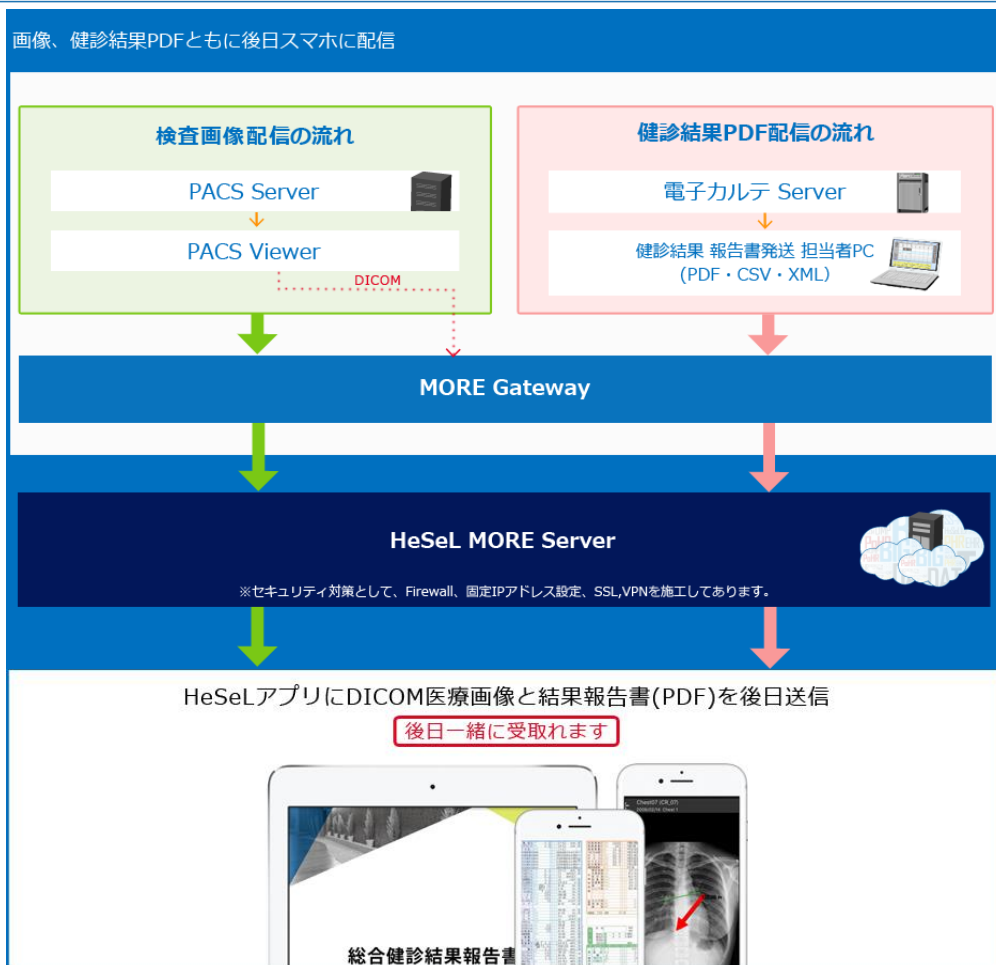 画像、健診結果PDFともに後日スマホに配信
検査画像配信の流れ
PACS Server
PACS Viewer
DICOM
健診結果PDF配信の流れ
電子カルテ Server
健診結果 報告書発送 担当者PC
(PDF・CSV・XML)
MORE Gateway
HeSeL MORE Server
※セキュリティ対策として、Firewall、固定IPアドレス設定、SSL,VPNを施工してあります。
HeSeLアプリにDICOM医療画像と結果報告書(PDF)を後日送信
後日一緒に受取れます
総合健診結果報告書